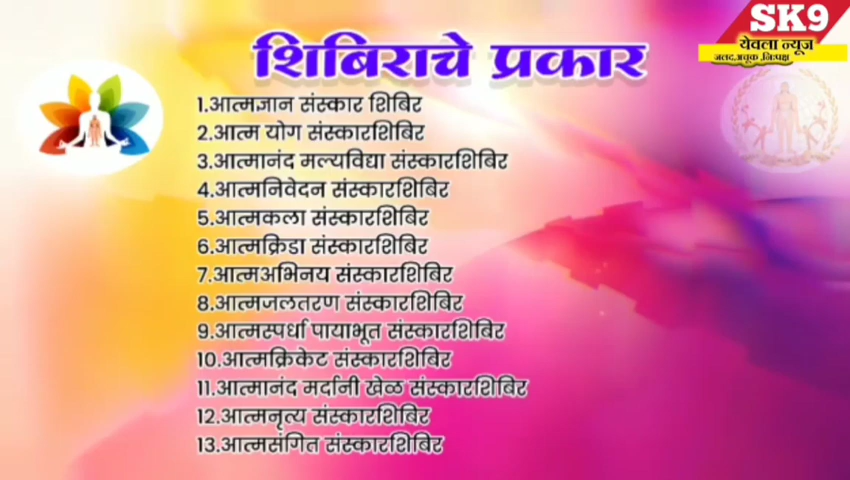 SK9
येवला न्यूज
जलद,अचूक,नि:पक्ष
शिबिराचे प्रकार
1.आत्मज्ञान संस्कार शिबिर
2.आत्म योग संस्कारशिबिर
3.आत्मानंद मल्यविद्या संस्कारशिबिर
4.आत्मनिवेदन संस्कारशिबिर
5.आत्मकला संस्कारशिबिर
6.आत्मक्रिडा संस्कारशिबिर
7.आत्मअभिनय संस्कारशिबिर
8.आत्मजलतरण संस्कारशिबिर
9.आत्मस्पर्धा पायाभूत संस्कारशिबिर
10.आत्मक्रिकेट संस्कारशिबिर
11.आत्मानंद मर्दानी खेळ संस्कारशिबिर
12.आत्मनृत्य संस्कारशिबिर
13.आत्मसंगित संस्कारशिबिर